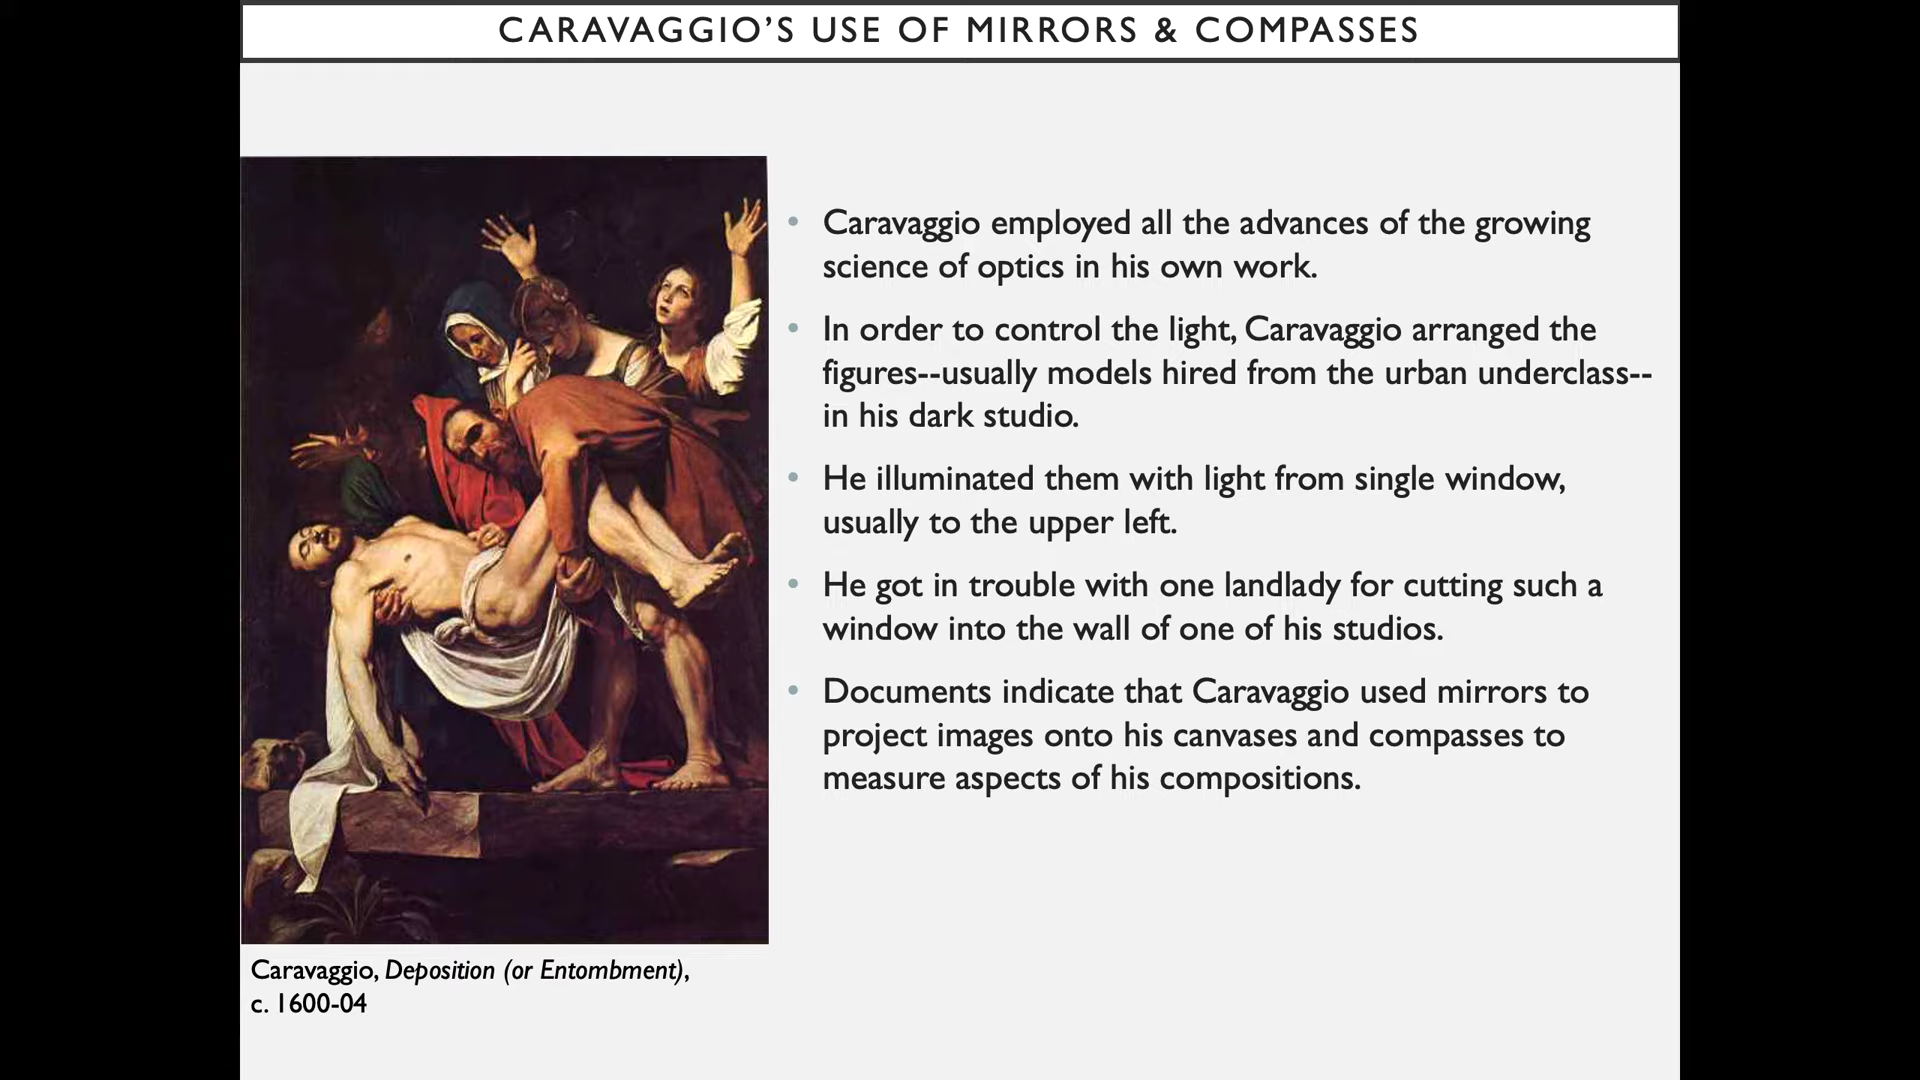 CARAVAGGIO’S USE OF MIRRORS & COMPASSES
• Caravaggio employed all the advances of the growing
science of optics in his own work.
• In order to control the light, Caravaggio arranged the
figures--usually models hired from the urban underclass--
in his dark studio.
• He illuminated them with light from single window,
usually to the upper left.
• He got in trouble with one landlady for cutting such a
window into the wall of one of his studios.
• Documents indicate that Caravaggio used mirrors to
project images onto his canvases and compasses to
measure aspects of his compositions.
Caravaggio, Deposition (or Entombment),
c. 1600-04